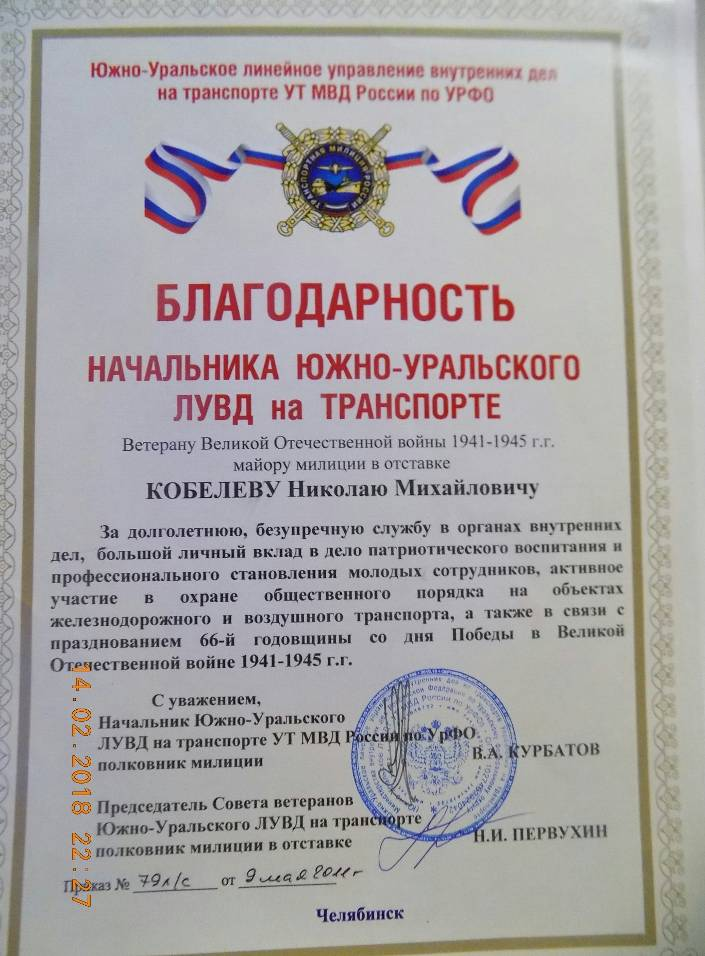 Южно-Уральское линейное управление внутренних дел
на транспорте УТ МВД России по УРФО
ТРАНСПОРТНАЯ МИЛИЦИЯ РОССИИ
БЛАГОДАРНОСТЬ
НАЧАЛЬНИКА ЮЖНО-УРАЛЬСКОГО
ЛУВД на ТРАНСПОРТЕ
Ветерану Великой Отечественной войны 1941-1945 г.г.
майору милиции в отставке
КОБЕЛЕВУ Николаю Михайловичу
За долголетнюю, безупречную службу в органах внутренних
дел, большой личный вклад в дело патриотического воспитания и
профессионального становления молодых сотрудников, активное
участие в охране общественного порядка на объектах
железнодорожного и воздушного транспорта, а также в связи с
празднованием 66-й годовщины со дня Победы в Великой
Отечественной войне 1941-1945 г.г.
С уважением,
Начальник Южно-Уральского
ЛУВД на транспорте УТ МВД России по УрФО
полковник милиции
В.А. КУРБАТОВ
Председатель Совета ветеранов
Южно-Уральского ЛУВД на транспорте
полковник милиции в отставке
Н.И. ПЕРВУХИН
Приказ № 79л/с от 9 мая 2011г
Челябинск
14.02.2018 22:27